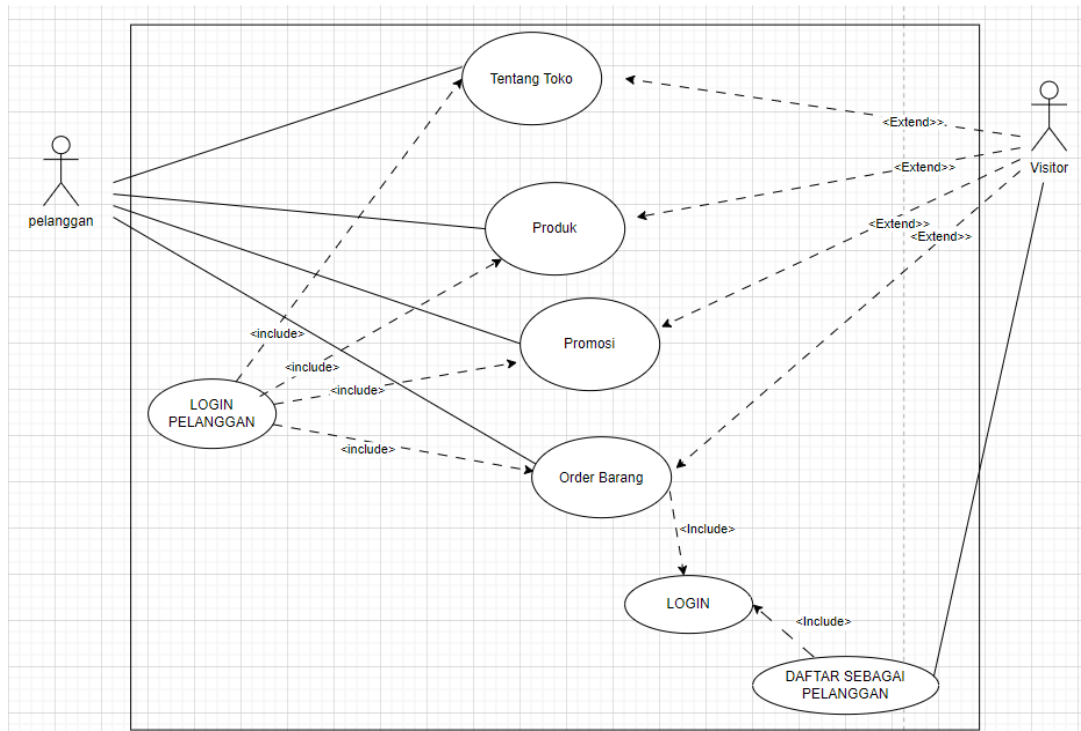 Tentang Toko
<Extend>>.
Visitor
<Extend>>
pelanggan
Produk
<Extend>>
<Extend>>
<include>
Promosi
<include>
<include>
LOGIN
PELANGGAN
<include>
Order Barang
<Include>
LOGIN
<Include>
DAFTAR SEBAGAI
PELANGGAN